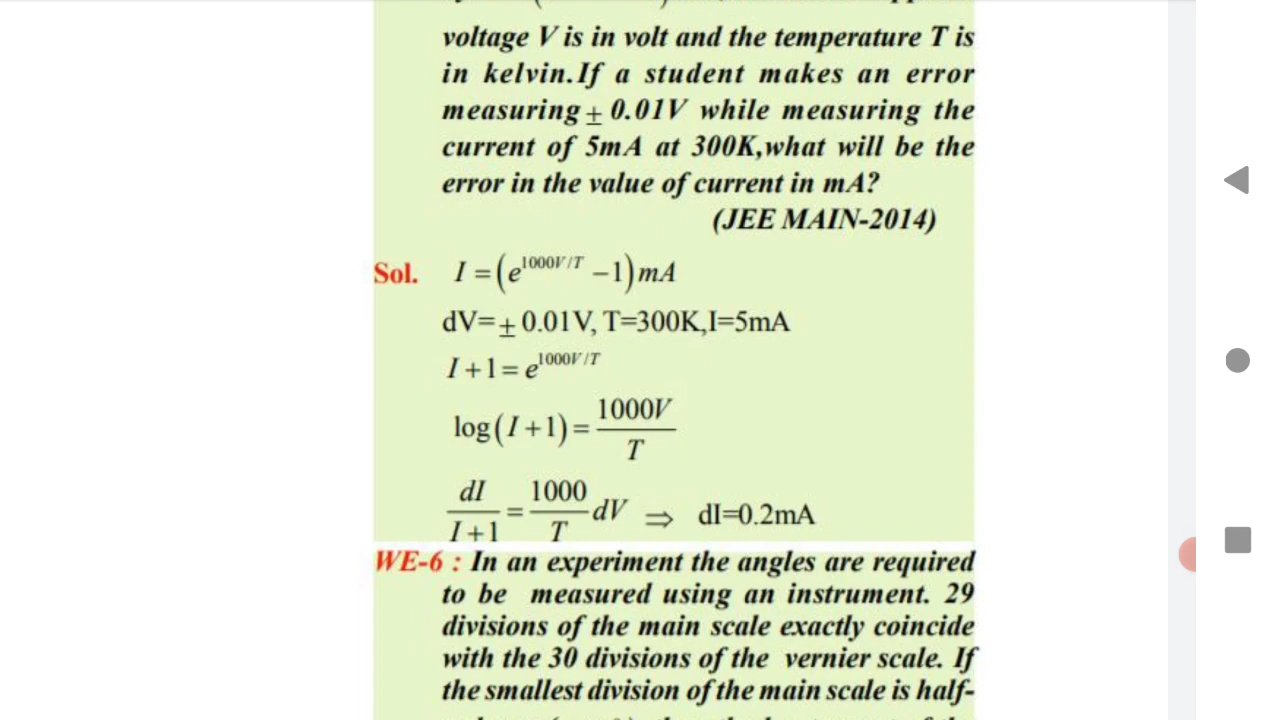 voltage V is in volt and the temperature T is
in kelvin.If a student makes an error
measuring ± 0.01V while measuring the
current of 5mA at 300K,what will be the
error in the value of current in mA?
(JEE MAIN-2014)
Sol. I = (e^{1000V/T} − 1) mA
dV=± 0.01V, T=300K,I=5mA
I + 1 = e^{1000V/T}
log(I + 1) = 1000V / T
dI / I + 1 = 1000 / T dV ⇒ dI=0.2mA
WE-6 : In an experiment the angles are required
to be measured using an instrument. 29
divisions of the main scale exactly coincide
with the 30 divisions of the vernier scale. If
the smallest division of the main scale is half-